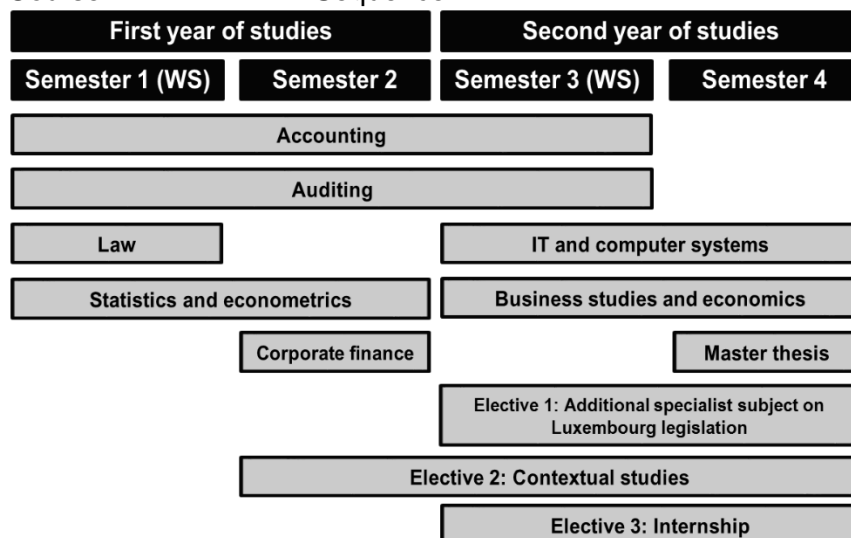 First year of studies
Second year of studies
Semester 1 (WS)
Semester 2
Semester 3 (WS)
Semester 4
Accounting
Auditing
Law
IT and computer systems
Statistics and econometrics
Business studies and economics
Corporate finance
Master thesis
Elective 1: Additional specialist subject on
Luxembourg legislation
Elective 2: Contextual studies
Elective 3: Internship